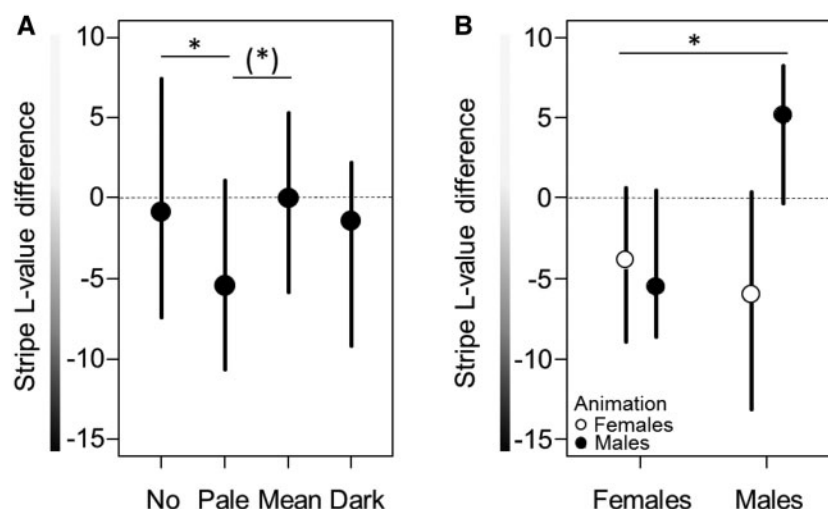 A
Stripe L-value difference
10
5
0
-5
-10
-15
*
(*)
No Pale Mean Dark
B
Stripe L-value difference
10
5
0
-5
-10
-15
*
Animation
Females
Males
Females Males